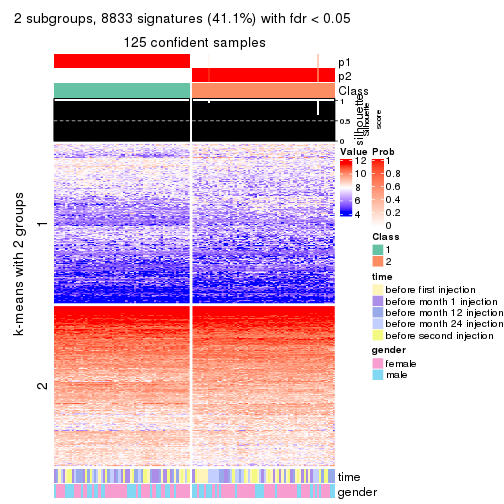 2 subgroups, 8833 signatures (41.1%) with fdr < 0.05
125 confident samples
p1
p2
Class
silhouette
Silhouette
score
1
0.5
0
k-means with 2 groups
1
2
time
gender
Value
12
10
8
6
4
Prob
1
0.8
0.6
0.4
0.2
0
Class
1
2
time
before first injection
before month 1 injection
before month 12 injection
before month 24 injection
before second injection
gender
female
male